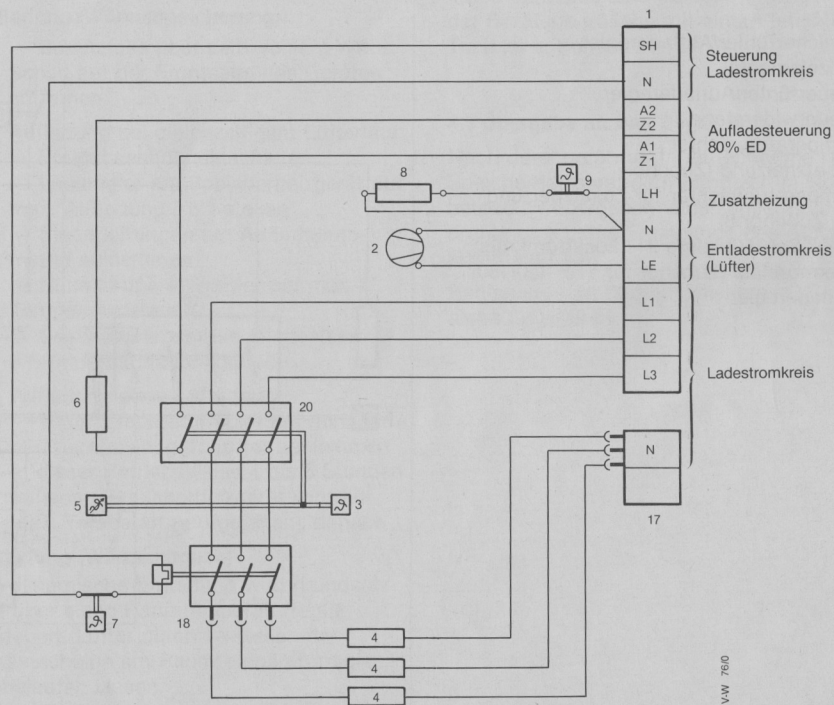 1
SH
Steuerung
Ladestromkreis
N
A2
Z2
Aufladesteuerung
80% ED
A1
Z1
8
9
LH
Zusatzheizung
N
2
Entladestromkreis
(Lüfter)
LE
L1
L2
L3
Ladestromkreis
6
20
N
5
3
17
7
18
4
4
4
V-W 76/0